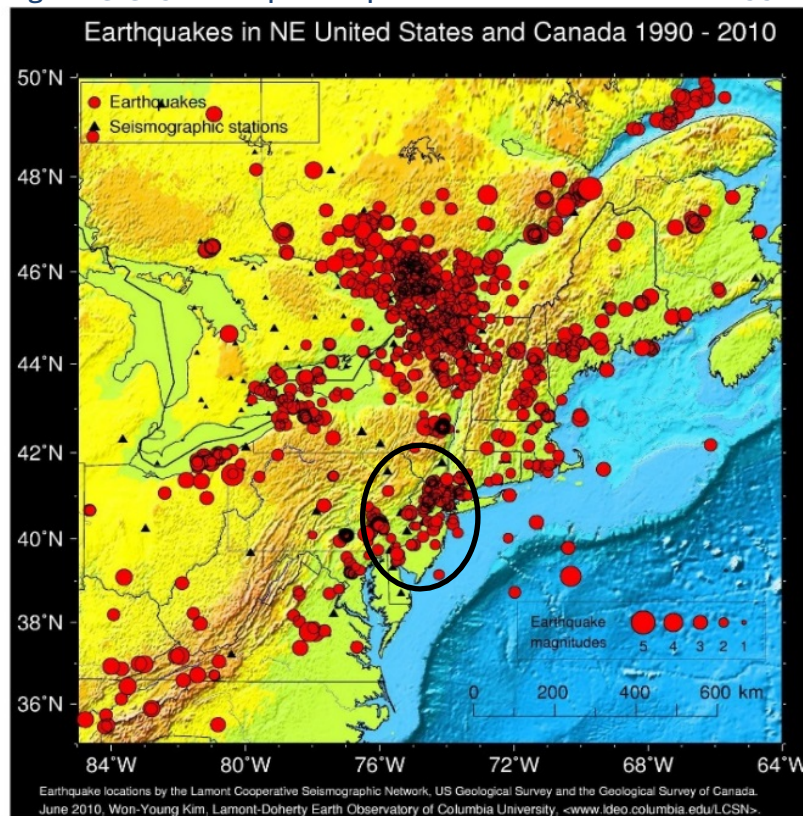 Earthquakes in NE United States and Canada 1990 - 2010
50°N
Earthquakes
Seismographic stations
48°N
46°N
44°N
42°N
40°N
38°N
Earthquake
magnitudes
5 4 3 2 1
36°N
0 200 400 600 km
84°W 80°W 76°W 72°W 68°W 64°W
Earthquake locations by the Lamont Cooperative Seismographic Network, US Geological Survey and the Geological Survey of Canada.
June 2010, Won-Young Kim, Lamont-Doherty Earth Observatory of Columbia University, <www.ldeo.columbia.edu/LCSN>.